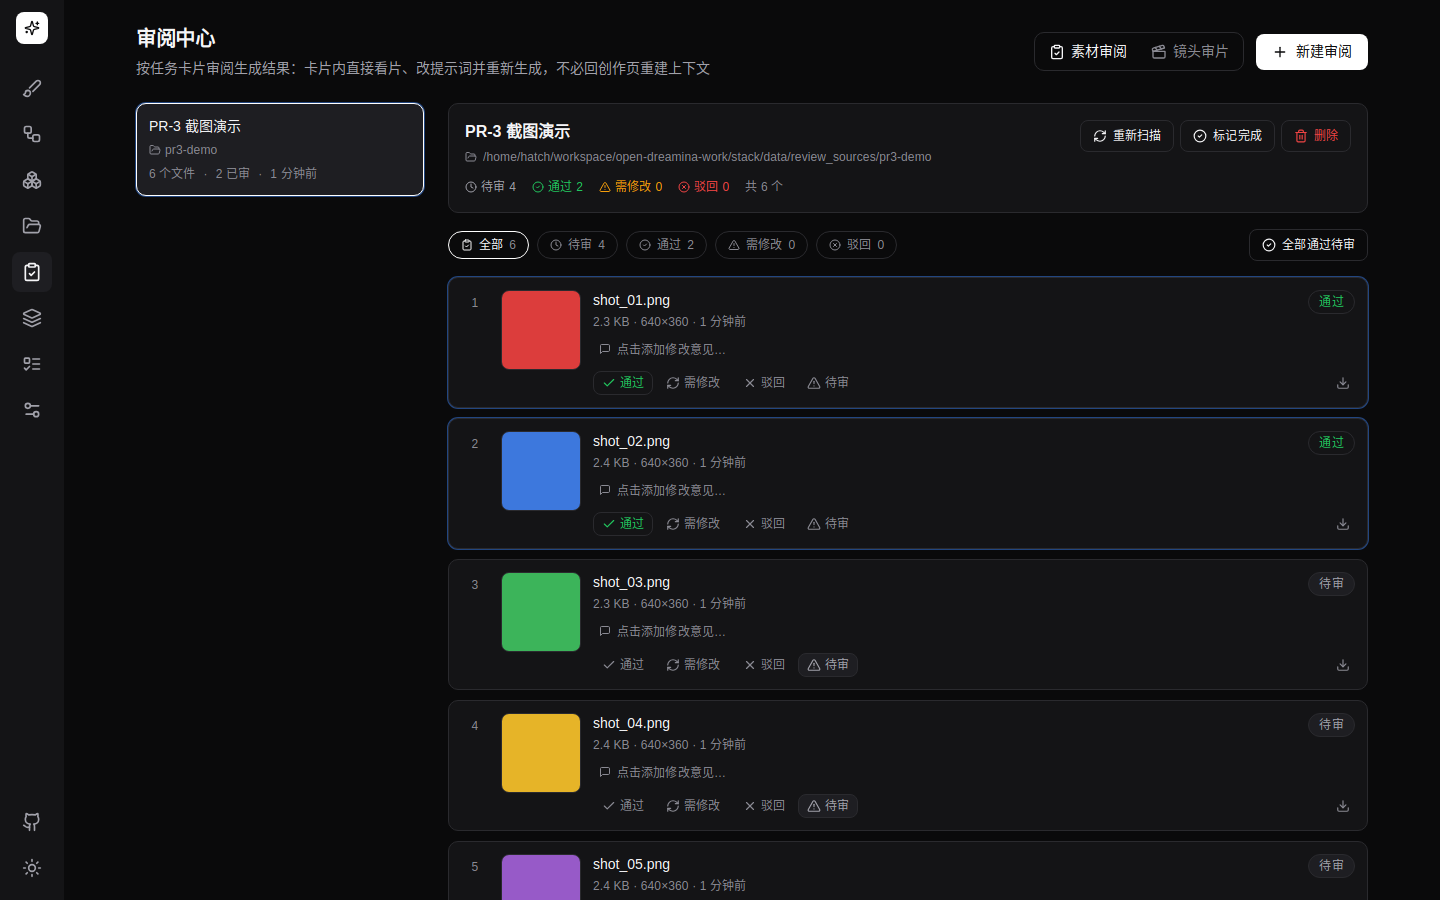 审阅中心
按任务卡片审阅生成结果：卡片内直接看片、改提示词并重新生成，不必回创作页重建上下文
素材审阅 镜头审片 新建审阅
PR-3 截图演示
pr3-demo
6 个文件 · 2 已审 · 1 分钟前
PR-3 截图演示
/home/hatch/workspace/open-dreamina-work/stack/data/review_sources/pr3-demo
待审 4 通过 2 需修改 0 驳回 0 共 6 个
重新扫描 标记完成 删除
全部 6 待审 4 通过 2 需修改 0 驳回 0 全部通过待审
1
shot_01.png 通过
2.3 KB · 640×360 · 1 分钟前
点击添加修改意见...
通过 需修改 驳回 待审
2
shot_02.png 通过
2.4 KB · 640×360 · 1 分钟前
点击添加修改意见...
通过 需修改 驳回 待审
3
shot_03.png 待审
2.3 KB · 640×360 · 1 分钟前
点击添加修改意见...
通过 需修改 驳回 待审
4
shot_04.png 待审
2.4 KB · 640×360 · 1 分钟前
点击添加修改意见...
通过 需修改 驳回 待审
5
shot_05.png 待审
2.4 KB · 640×360 · 1 分钟前